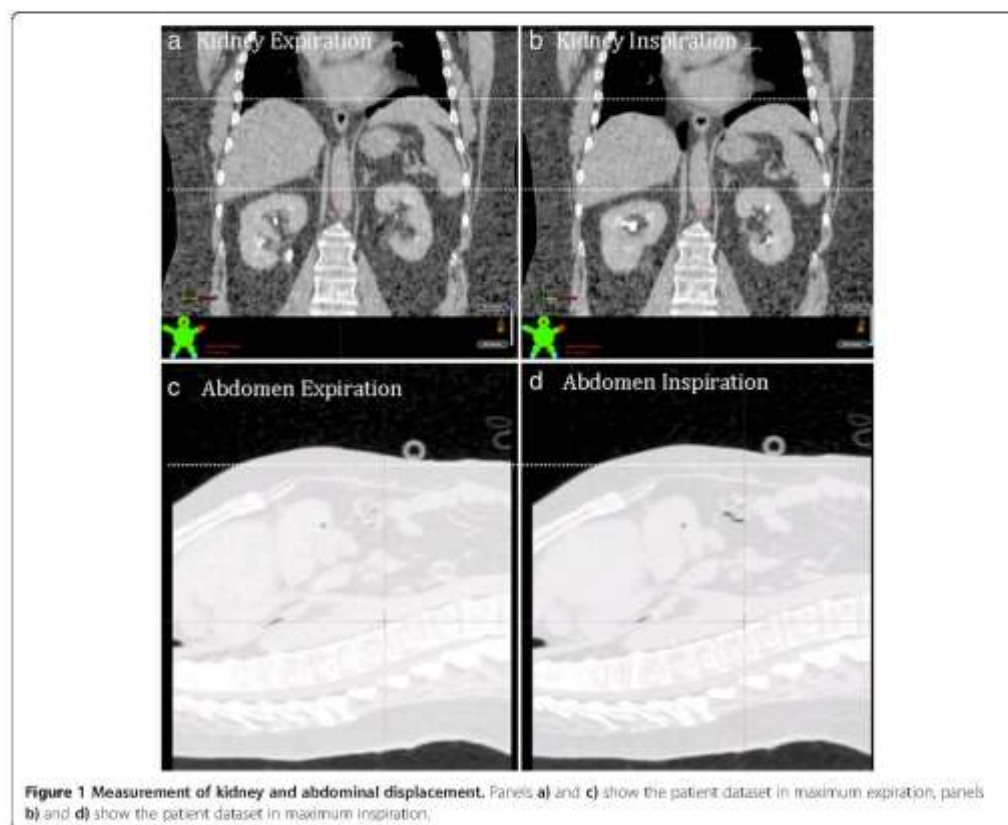 a Kidney Expiration
b Kidney Inspiration
c Abdomen Expiration
d Abdomen Inspiration
Figure 1 Measurement of kidney and abdominal displacement. Panels a) and c) show the patient dataset in maximum expiration, panels
b) and d) show the patient dataset in maximum inspiration.